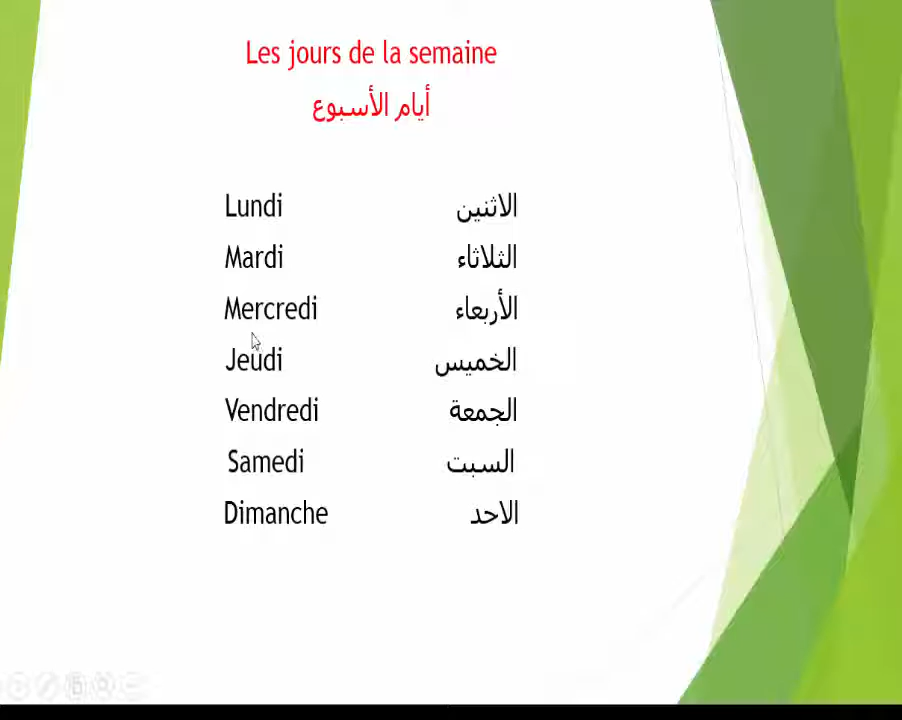 Les jours de la semaine
أيام الأسبوع
Lundi الاثنين
Mardi الثلاثاء
Mercredi الأربعاء
Jeudi الخميس
Vendredi الجمعة
Samedi السبت
Dimanche الاحد